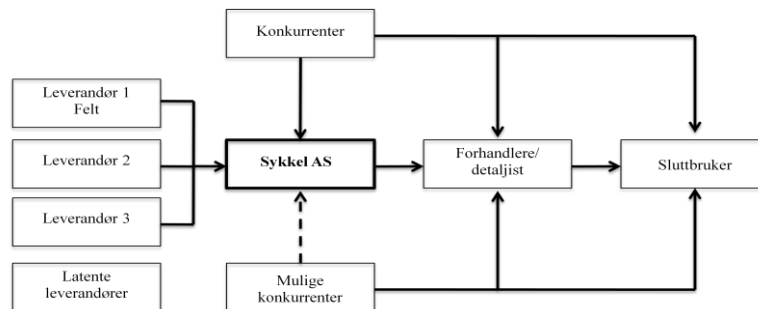 Konkurrenter
Leverandør 1
Felt
Leverandør 2
Sykkel AS
Forhandlere/
detaljist
Sluttbruker
Leverandør 3
Latente
leverandører
Mulige
konkurrenter